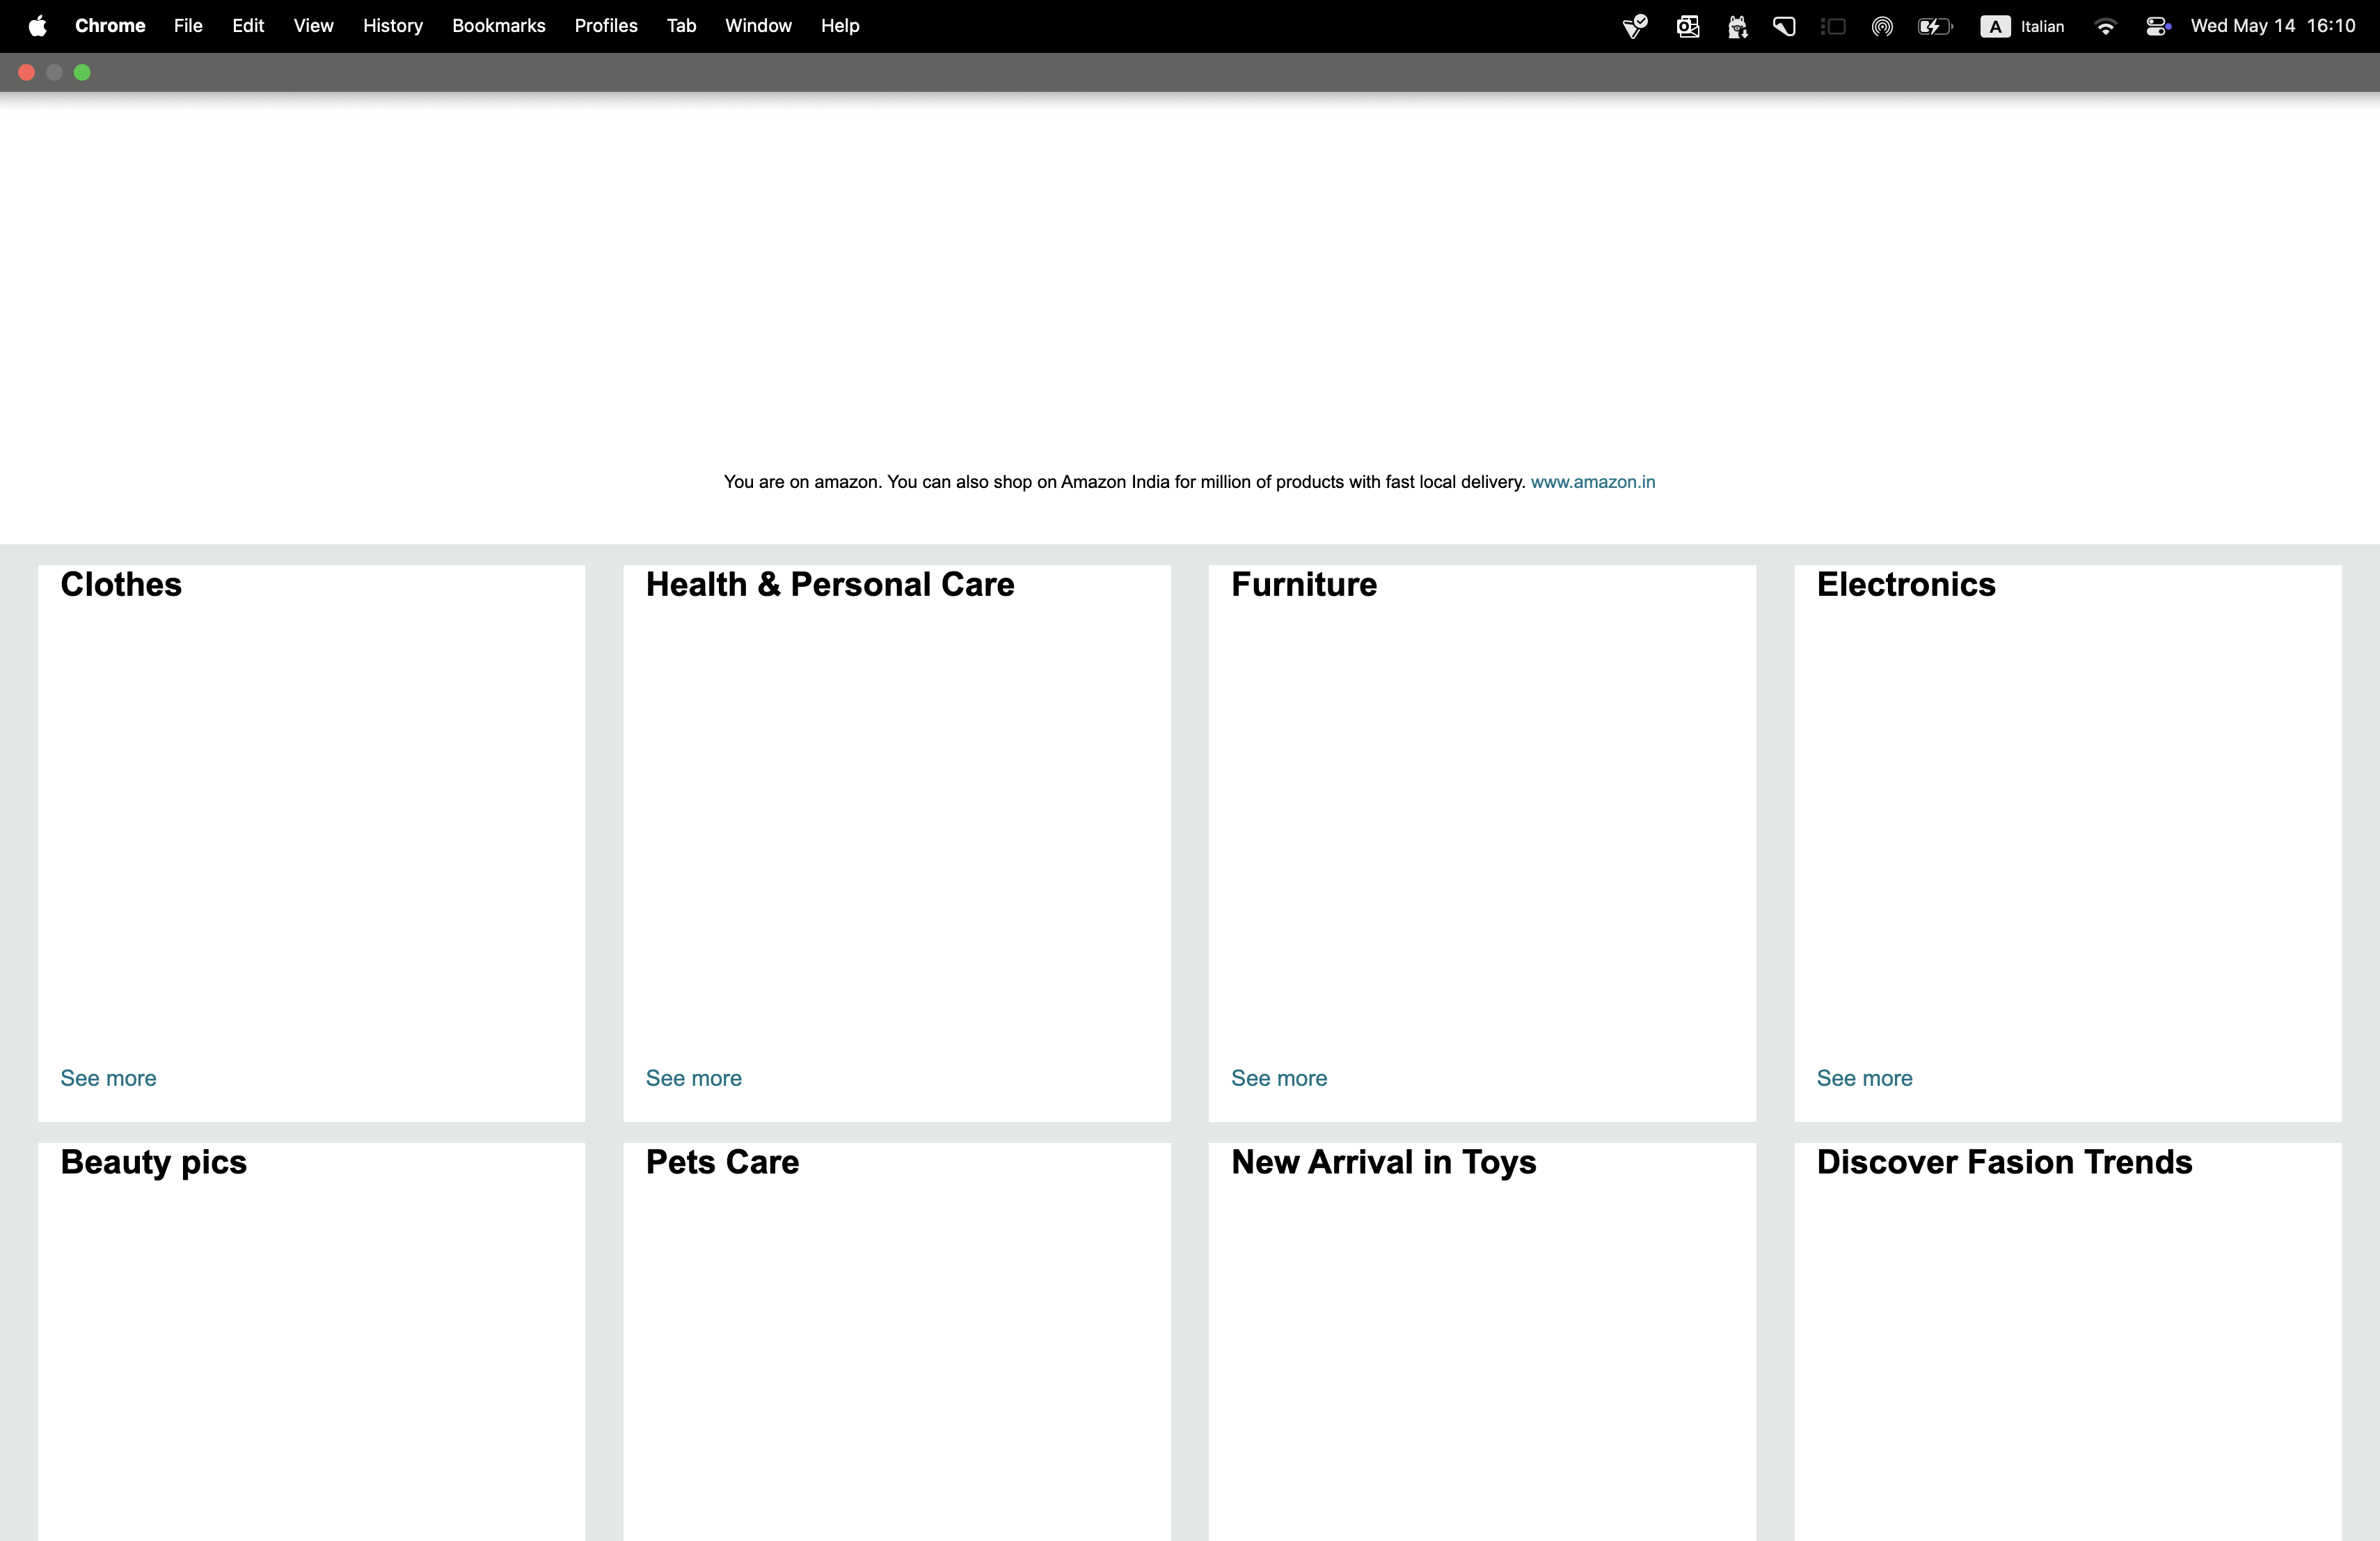 Chrome File Edit View History Bookmarks Profiles Tab Window Help A Italian Wed May 14 16:10
You are on amazon. You can also shop on Amazon India for million of products with fast local delivery. www.amazon.in
Clothes
See more
Health & Personal Care
See more
Furniture
See more
Electronics
See more
Beauty pics
Pets Care
New Arrival in Toys
Discover Fasion Trends